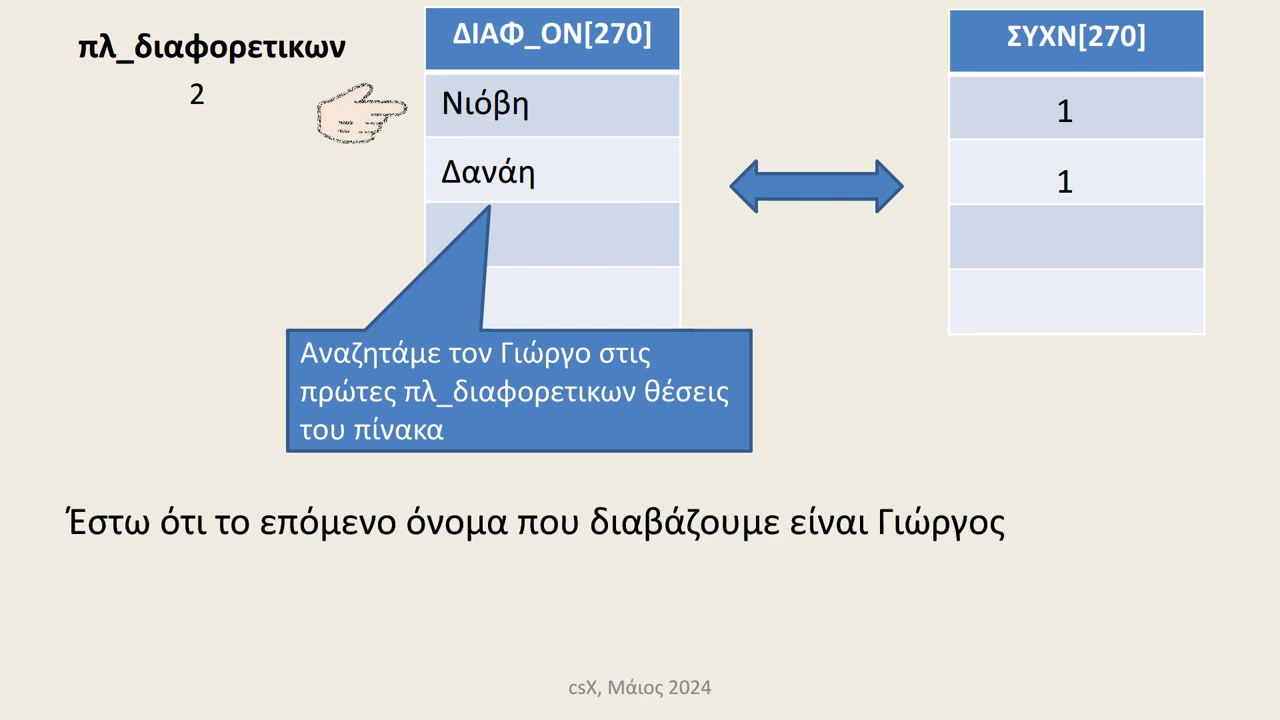 πλ_διαφορετικων
2
ΔΙΑΦ_ΟΝ[270]
Νιόβη
Δανάη
ΣΥΧΝ[270]
1
1
Αναζητάμε τον Γιώργο στις
πρώτες πλ_διαφορετικων θέσεις
του πίνακα
Έστω ότι το επόμενο όνομα που διαβάζουμε είναι Γιώργος
csX, Μάιος 2024